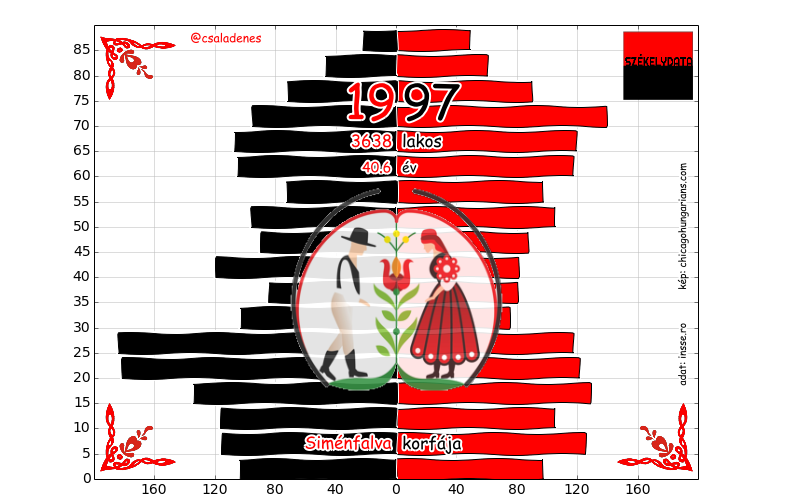 @csaladenes
SZÉKELYDATA
1997
3638 lakos
40.6 év
kép: chicagohungarians.com
adat: insse.ro
Siménfalva korfája
85
80
75
70
65
60
55
50
45
40
35
30
25
20
15
10
5
0
160 120 80 40 0 40 80 120 160